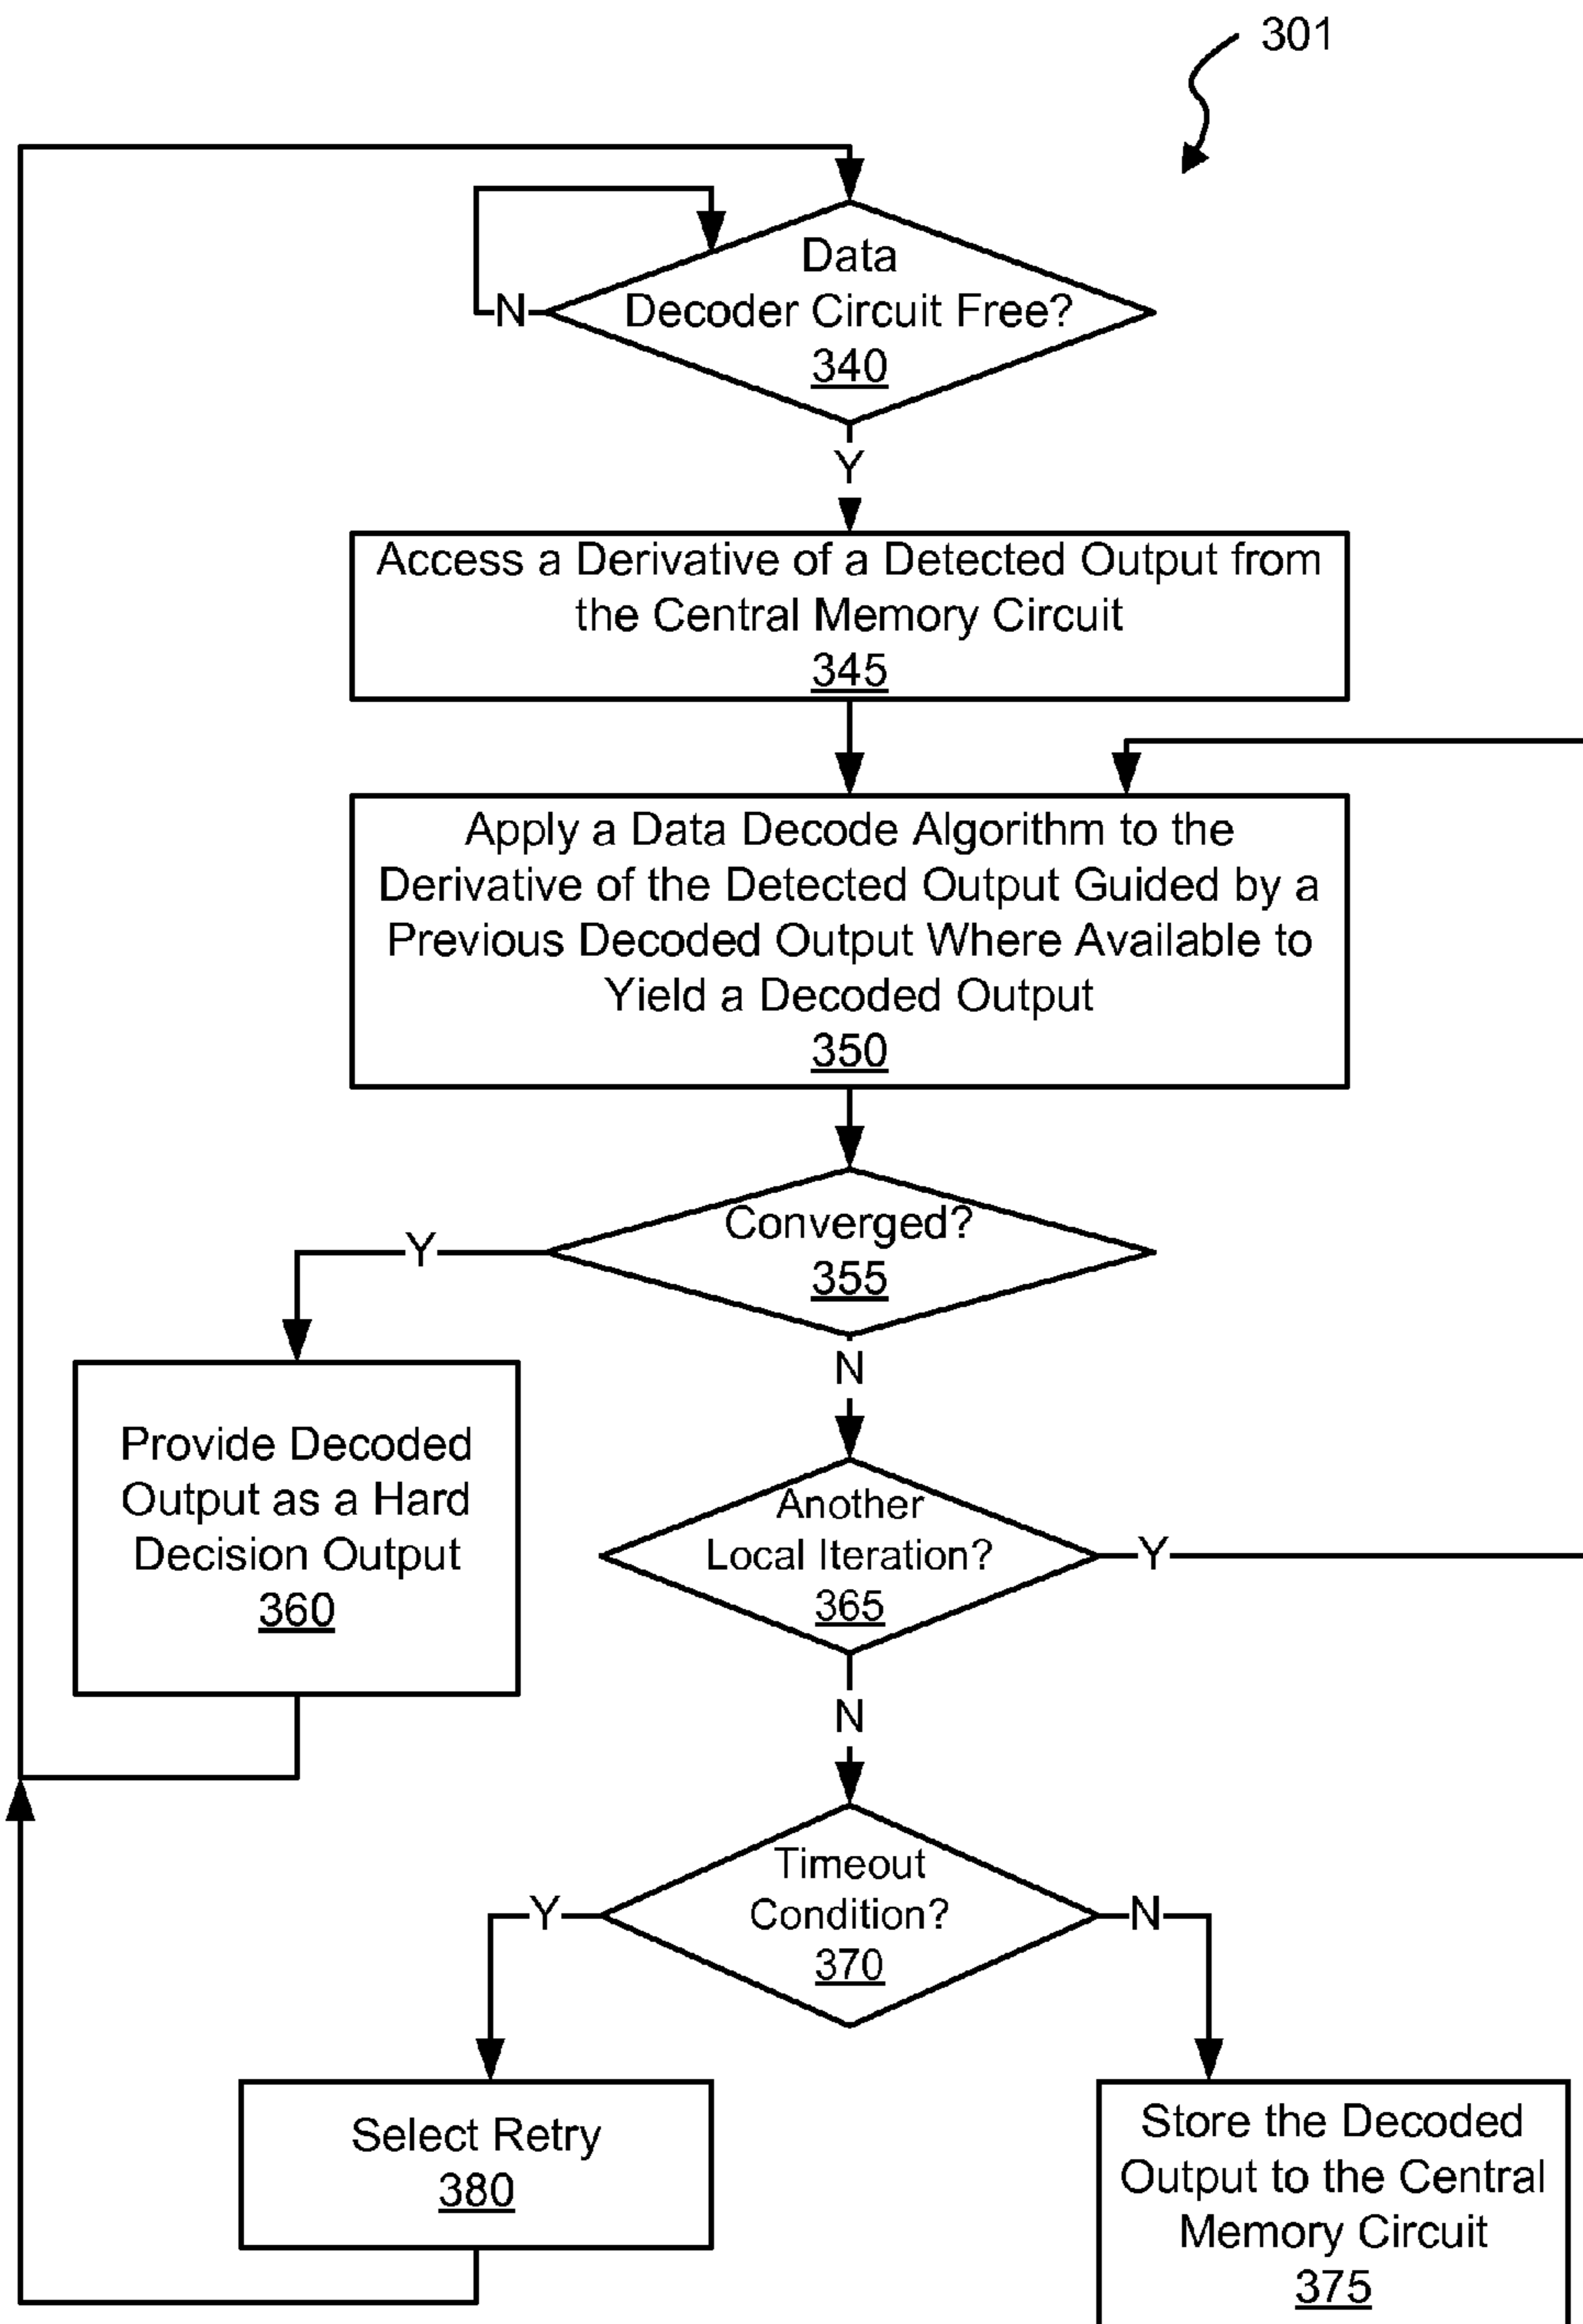 301
Data
Decoder Circuit Free?
340
N
Y
Access a Derivative of a Detected Output from
the Central Memory Circuit
345
Apply a Data Decode Algorithm to the
Derivative of the Detected Output Guided by a
Previous Decoded Output Where Available to
Yield a Decoded Output
350
Converged?
355
Y
N
Provide Decoded
Output as a Hard
Decision Output
360
Another
Local Iteration?
365
Y
N
Timeout
Condition?
370
Y
N
Select Retry
380
Store the Decoded
Output to the Central
Memory Circuit
375